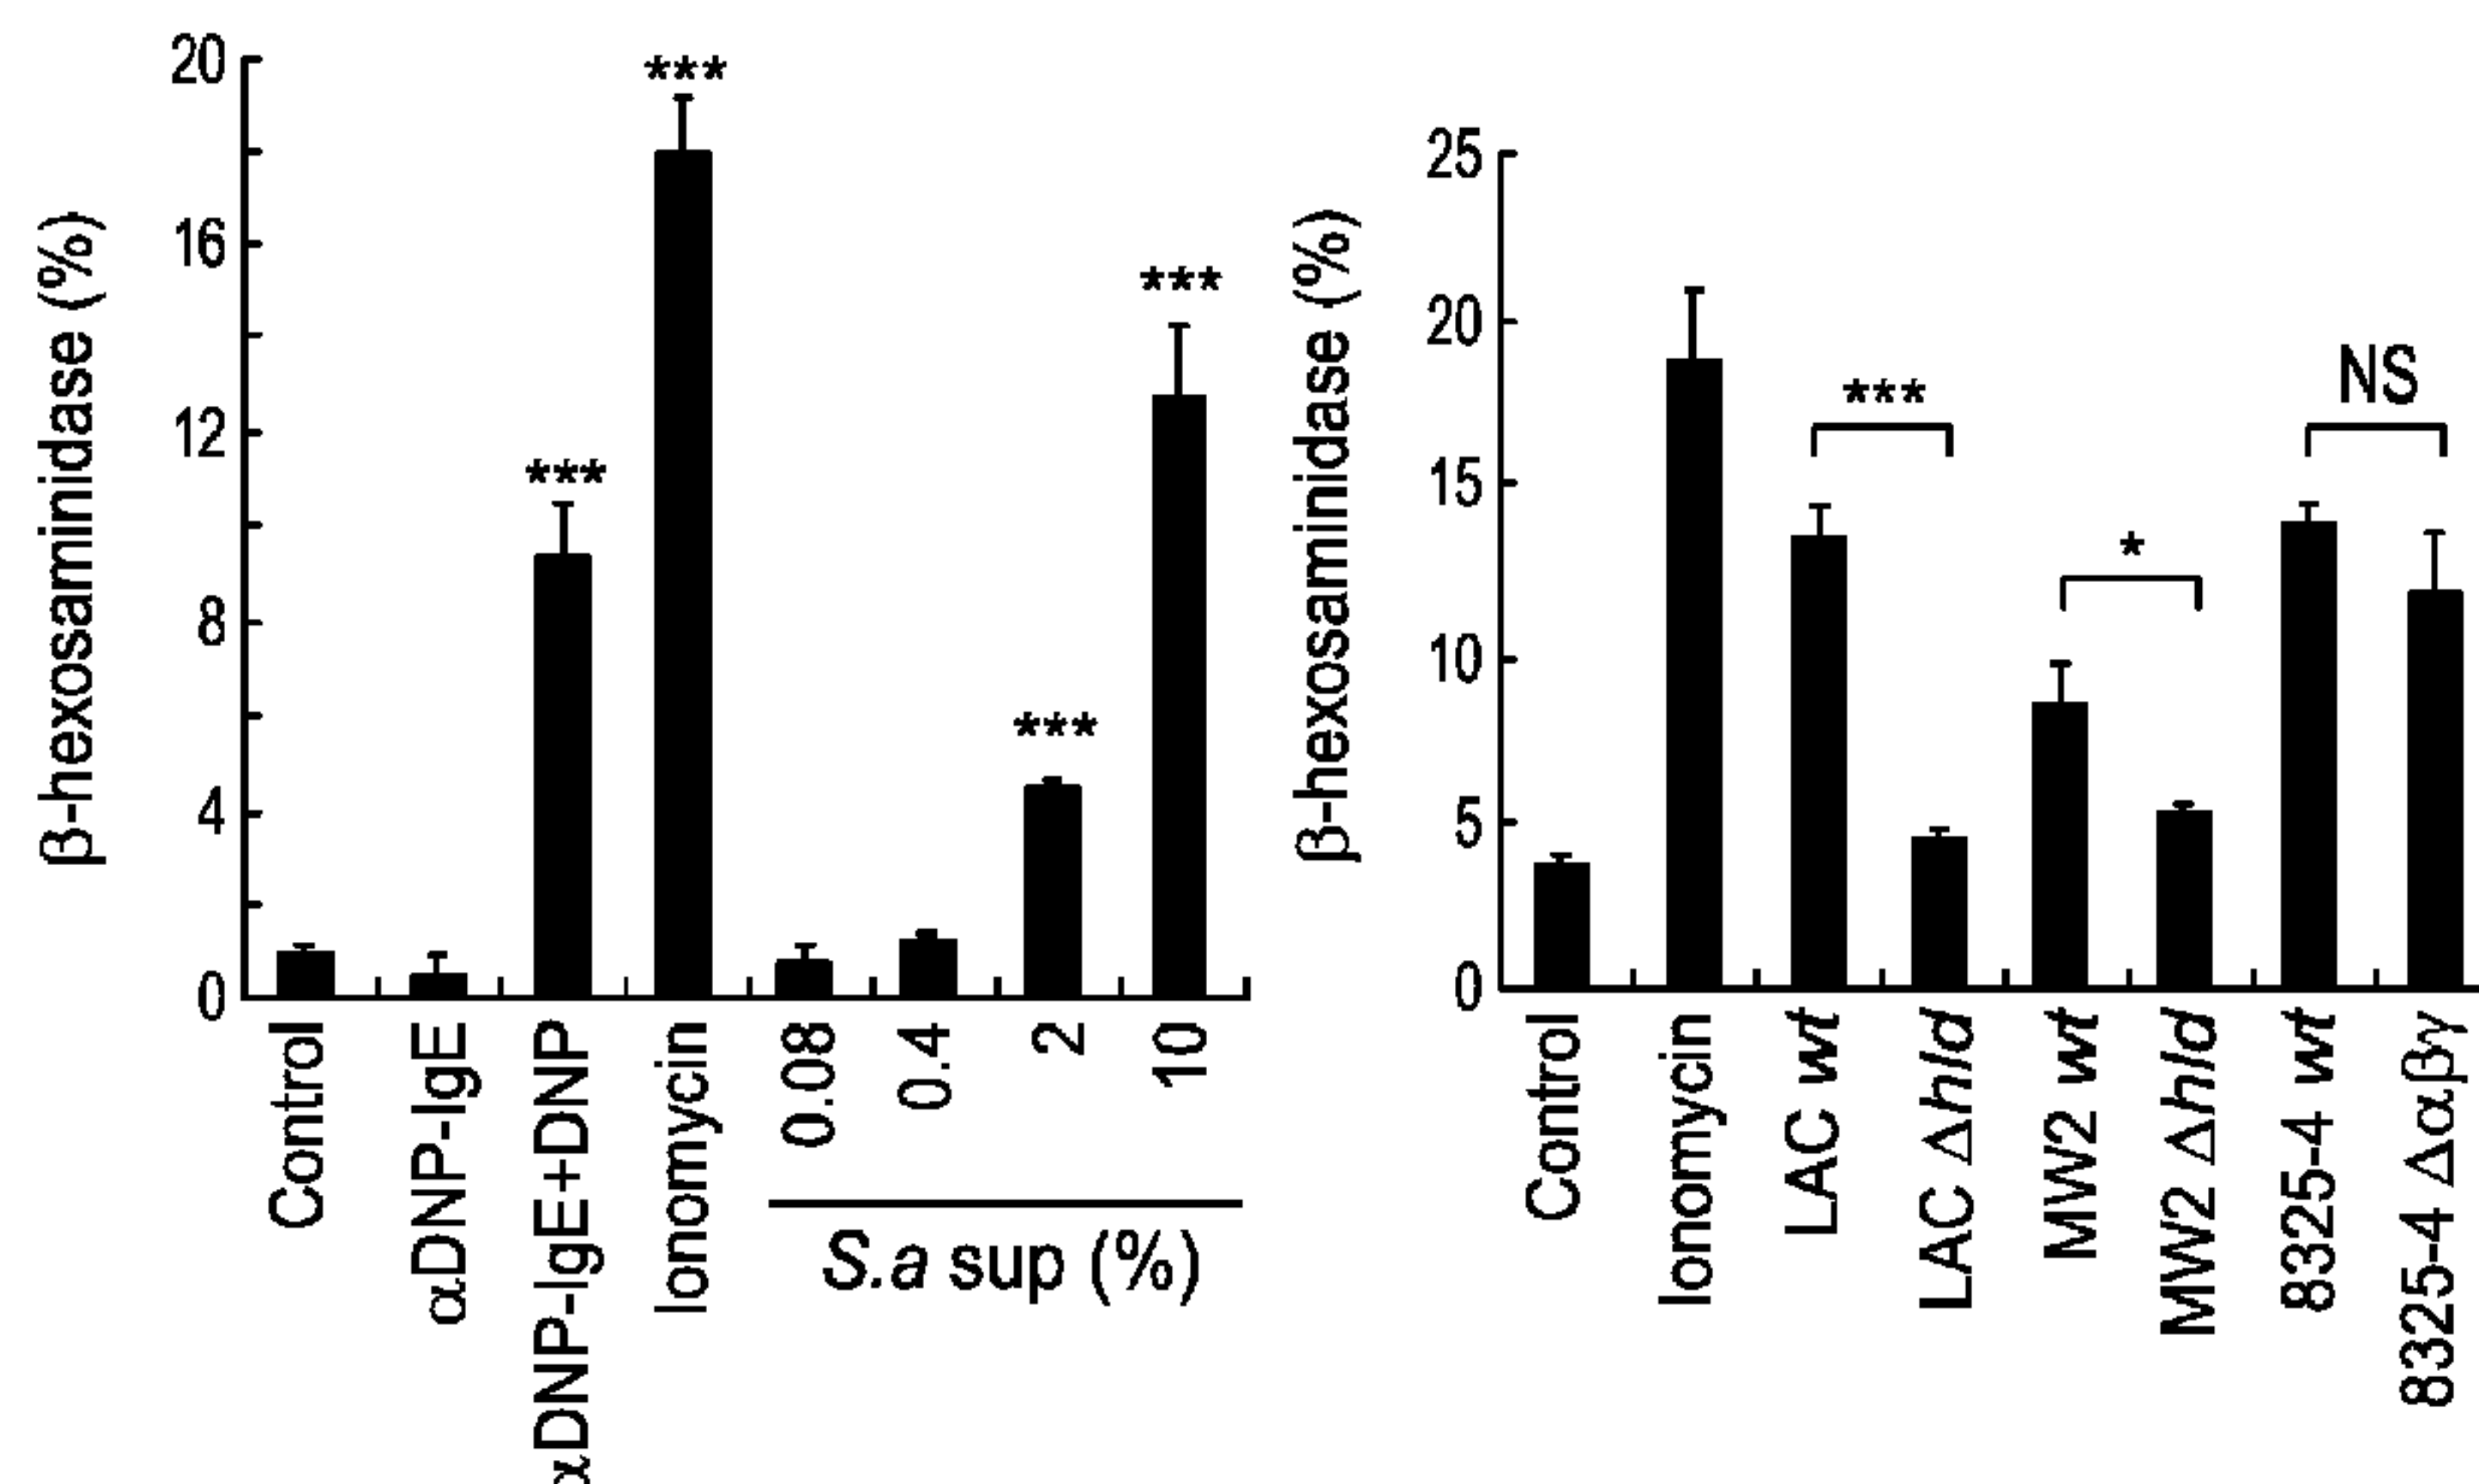 β-hexosaminidase (%)
20
16
12
8
4
0
***
***
***
***
Control
αDNP-IgE
αDNP-IgE+DNP
Ionomycin
0.08
0.4
2
10
S.a sup (%)
β-hexosaminidase (%)
25
20
15
10
5
0
***
*
NS
Control
Ionomycin
LAC wt
LAC Δhld
MW2 wt
MW2 Δhld
8325-4 wt
8325-4 Δαβγ